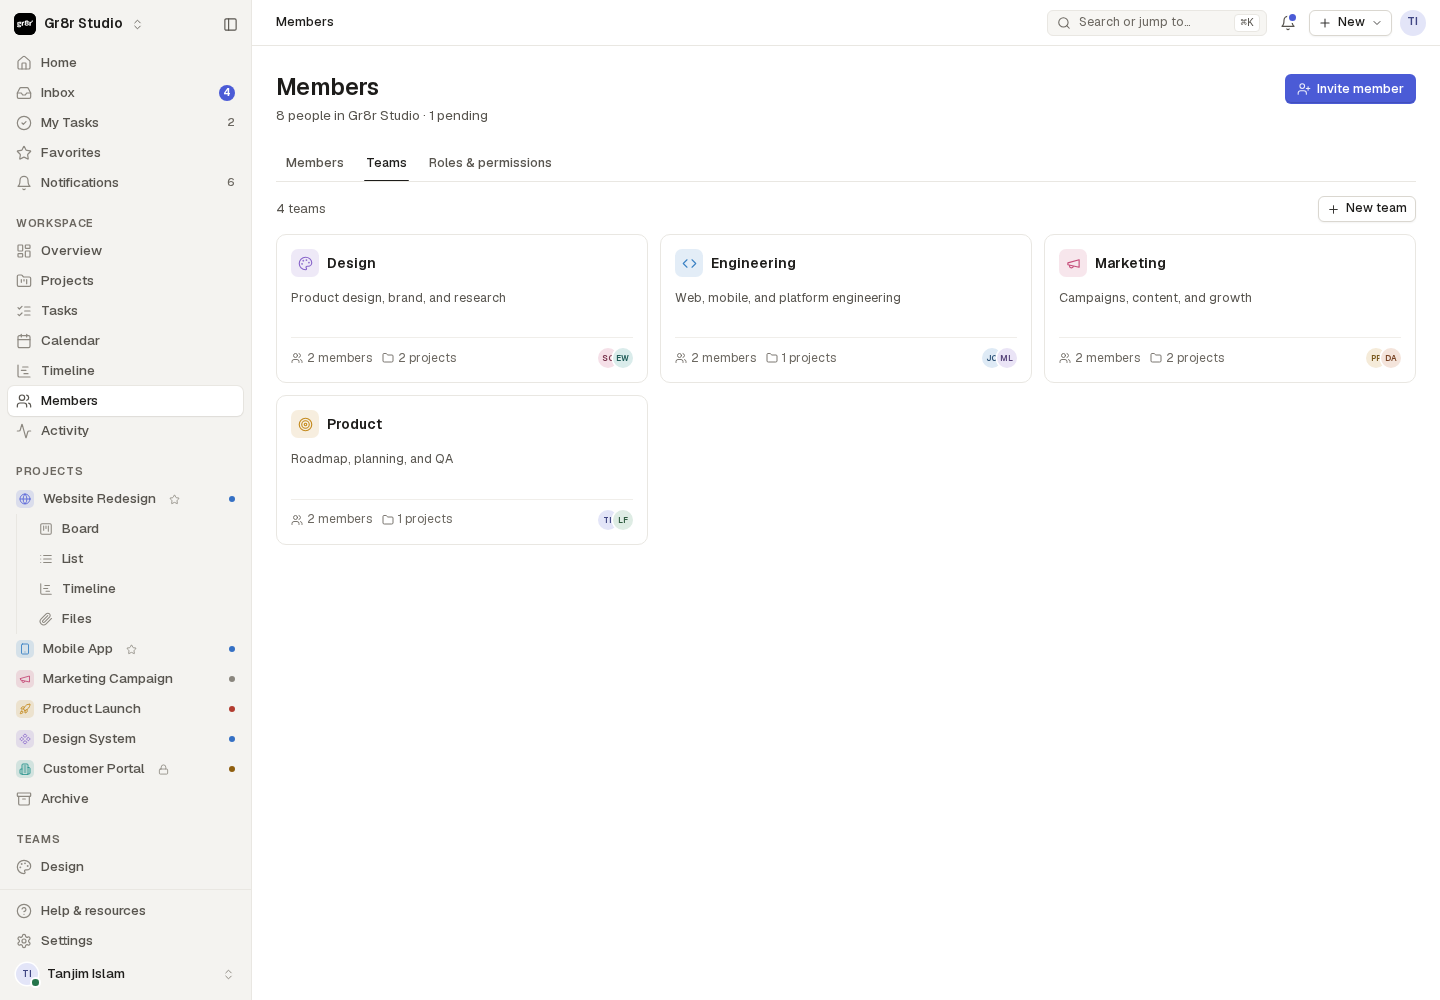 gr8r
Gr8r Studio
Home
Inbox
4
My Tasks
2
Favorites
Notifications
6
WORKSPACE
Overview
Projects
Tasks
Calendar
Timeline
Members
Activity
PROJECTS
Website Redesign
Board
List
Timeline
Files
Mobile App
Marketing Campaign
Product Launch
Design System
Customer Portal
Archive
TEAMS
Design
Help & resources
Settings
TI
Tanjim Islam
Members
Search or jump to...
⌘K
New
TI
Members
8 people in Gr8r Studio · 1 pending
Invite member
Members
Teams
Roles & permissions
4 teams
New team
Design
Product design, brand, and research
2 members
2 projects
EW
Engineering
Web, mobile, and platform engineering
2 members
1 projects
ML
Marketing
Campaigns, content, and growth
2 members
2 projects
DA
Product
Roadmap, planning, and QA
2 members
1 projects
TI
LF